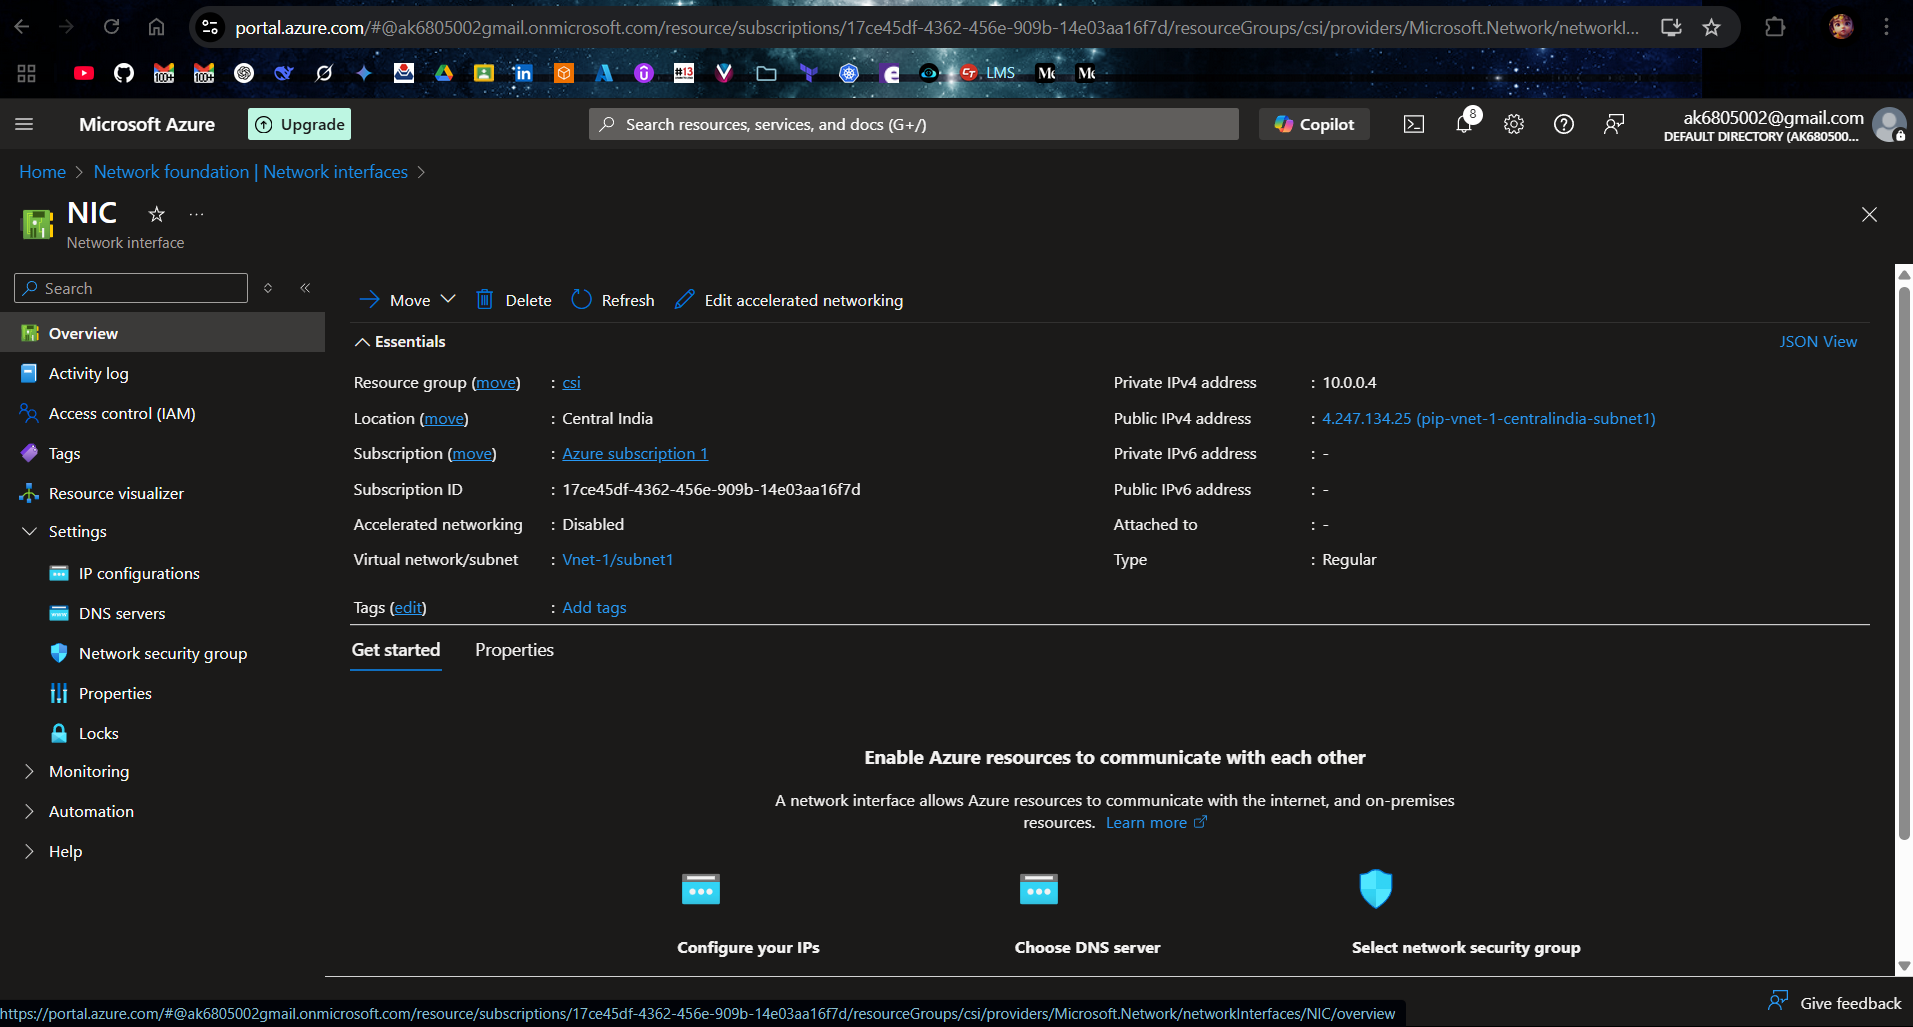 portal.azure.com/#@ak6805002gmail.onmicrosoft.com/resource/subscriptions/17ce45df-4362-456e-909b-14e03aa16f7d/resourceGroups/csi/providers/Microsoft.Network/networkI...
100+ 100+ #13 CT LMS
Microsoft Azure Upgrade Search resources, services, and docs (G+/) Copilot 8 ak6805002@gmail.com
DEFAULT DIRECTORY (AK680500...
Home > Network foundation | Network interfaces >
NIC
Network interface
Search
Overview
Activity log
Access control (IAM)
Tags
Resource visualizer
Settings
IP configurations
DNS servers
Network security group
Properties
Locks
Monitoring
Automation
Help
Move Delete Refresh Edit accelerated networking
Essentials JSON View
Resource group (move) : csi
Location (move) : Central India
Subscription (move) : Azure subscription 1
Subscription ID : 17ce45df-4362-456e-909b-14e03aa16f7d
Accelerated networking : Disabled
Virtual network/subnet : Vnet-1/subnet1
Private IPv4 address : 10.0.0.4
Public IPv4 address : 4.247.134.25 (pip-vnet-1-centralindia-subnet1)
Private IPv6 address : -
Public IPv6 address : -
Attached to : -
Type : Regular
Tags (edit) : Add tags
Get started Properties
Enable Azure resources to communicate with each other
A network interface allows Azure resources to communicate with the internet, and on-premises
resources. Learn more
Configure your IPs Choose DNS server Select network security group
Give feedback
https://portal.azure.com/#@ak6805002gmail.onmicrosoft.com/resource/subscriptions/17ce45df-4362-456e-909b-14e03aa16f7d/resourceGroups/csi/providers/Microsoft.Network/networkInterfaces/NIC/overview